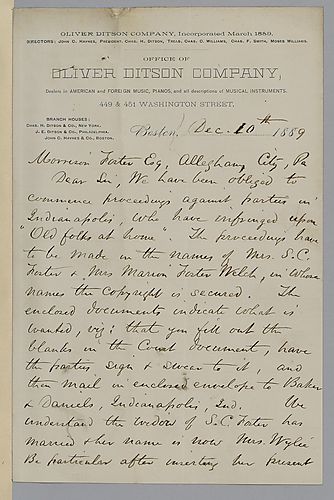 OLIVER DITSON COMPANY, Incorporated March 1889.
DIRECTORS: JOHN C. HAYNES, PRESIDENT. CHAS. H. DITSON, TREAS, CHAS. D. WILLIAMS, CHAS. F. SMITH, MOSES WILLIAMS.
OFFICE OF
OLIVER DITSON COMPANY,
Dealers in AMERICAN and FOREIGN MUSIC, PIANOS, and all descriptions of MUSICAL INSTRUMENTS.
449 & 451 WASHINGTON STREET,
BRANCH HOUSES:
CHAS. H. DITSON & CO., NEW YORK.
J. E. DITSON & CO., PHILADELPHIA.
JOHN C. HAYNES & CO., BOSTON.
Boston, Dec. 10th 1889
Morrison Foster Esq, Alleghany City, Pa
Dear Sir, We have been obliged to
commence proceedings against parties in
Indianapolis, who have infringed upon
"Old folks at home". The proceedings have
to be made in the names of Mrs. S.C.
Foster & Mrs Marion Foster Welch, in whose
names the copyright is secured. The
enclosed documents indicate what is
wanted, viz; that you fill out the
blanks in the Court document, have
the parties sign & swear to it, and
then mail in enclosed envelope to Baker
& Daniels, Indianapolis, Ind. We
understand the widow of S.C. Foster has
married & her name is now Mrs. Wylie
Be particular after inserting her present